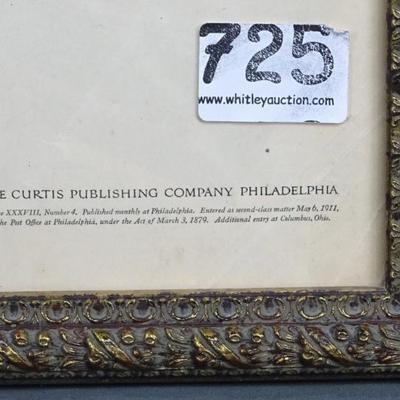 725
www.whitleyauction.com
E CURTIS PUBLISHING COMPANY PHILADELPHIA
e XXXVIII, Number 4. Published monthly at Philadelphia. Entered as second-class matter May 6, 1911,
the Post Office at Philadelphia, under the Act of March 3, 1879. Additional entry at Columbus, Ohio.